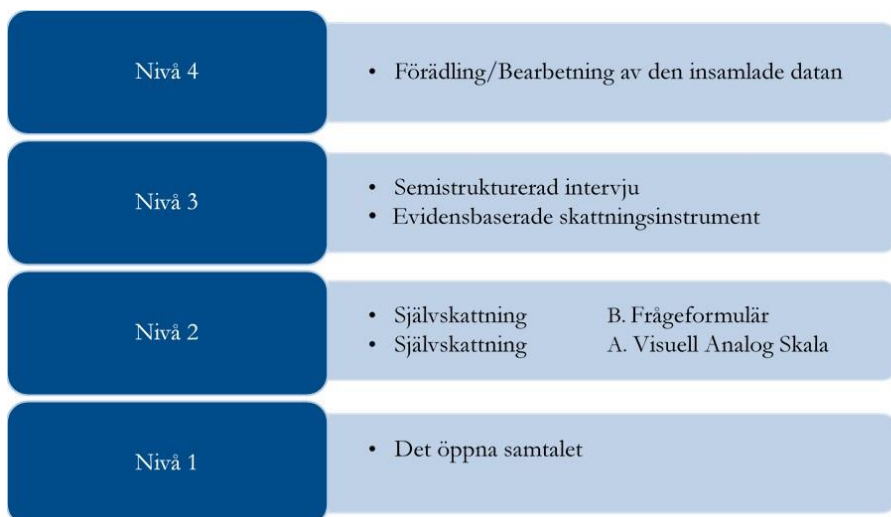 Nivå 4
• Förädling/Bearbetning av den insamlade datan
Nivå 3
• Semistrukturerad intervju
• Evidensbaserade skattningsinstrument
Nivå 2
• Självskattning B. Frågeformulär
• Självskattning A. Visuell Analog Skala
Nivå 1
• Det öppna samtalet